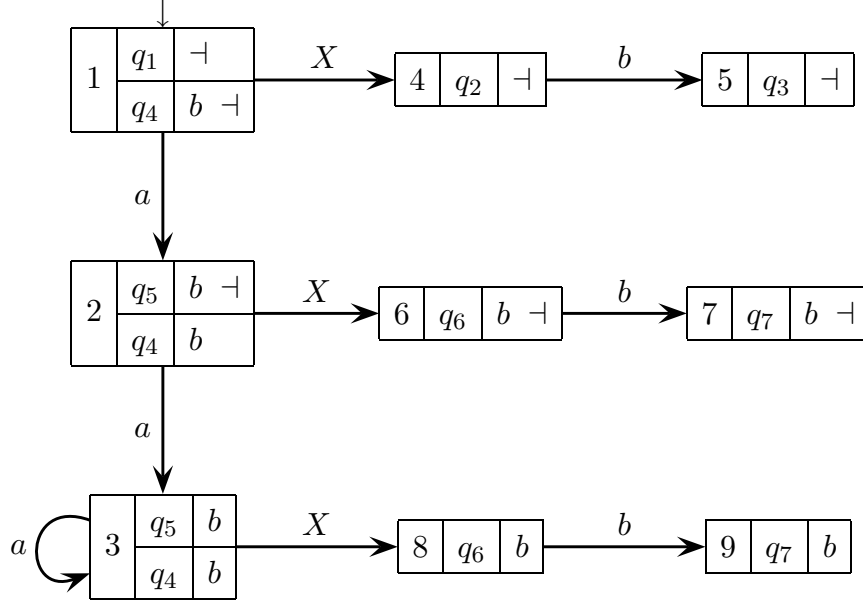 X b
1 q₁ ⊣ 4 q₂ ⊣ 5 q₃ ⊣
q₄ b ⊣
a
X b
2 q₅ b ⊣ 6 q₆ b ⊣ 7 q₇ b ⊣
q₄ b
a
X b
a 3 q₅ b 8 q₆ b 9 q₇ b
q₄ b